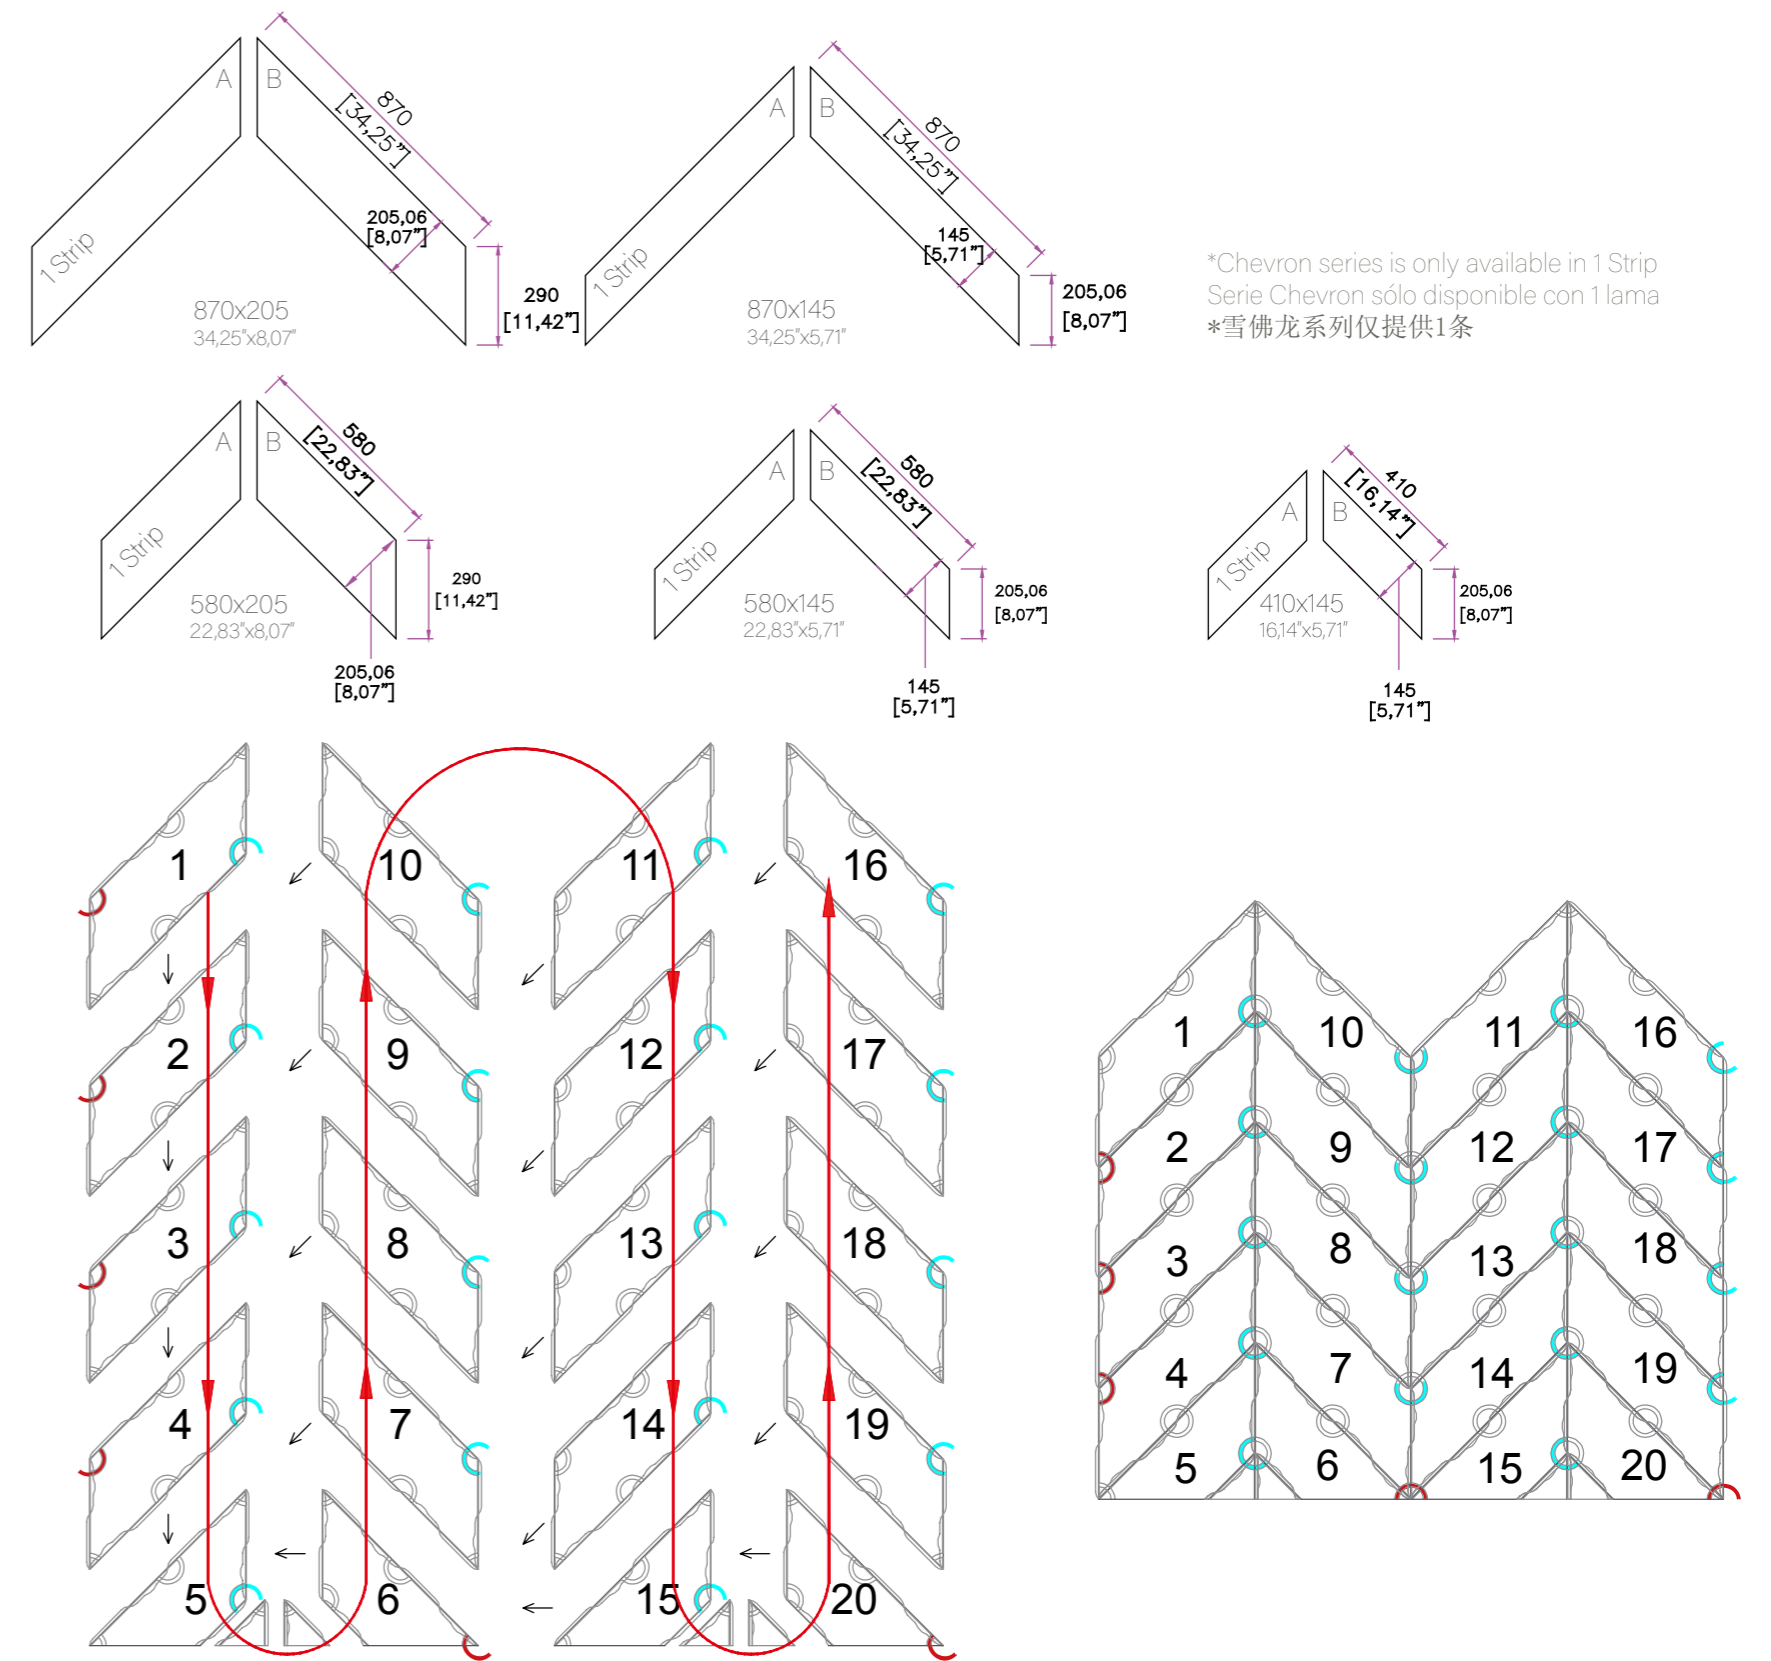 A
B
870
[34,25”]
205,06
[8,07”]
290
[11,42”]
1 Strip
870x205
34,25”x8,07”
A
B
870
[34,25”]
145
[5,71”]
205,06
[8,07”]
1 Strip
870x145
34,25”x5,71”
*Chevron series is only available in 1 Strip
Serie Chevron sólo disponible con 1 lama
*雪佛龙系列仅提供1条
A
B
580
[22,83”]
290
[11,42”]
1 Strip
580x205
22,83”x8,07”
205,06
[8,07”]
A
B
580
[22,83”]
205,06
[8,07”]
1 Strip
580x145
22,83”x5,71”
145
[5,71”]
A
B
410
[16,14”]
205,06
[8,07”]
1 Strip
410x145
16,14”x5,71”
145
[5,71”]
1
10
11
16
2
9
12
17
3
8
13
18
4
7
14
19
5
6
15
20
1
10
11
16
2
9
12
17
3
8
13
18
4
7
14
19
5
6
15
20